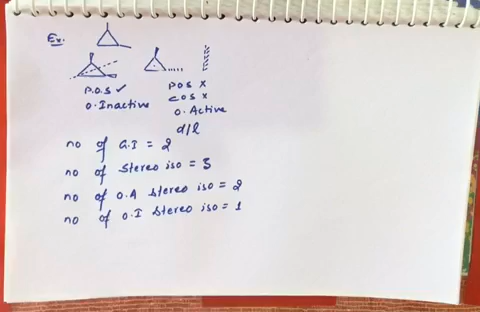 Ex.
P.O.S ✓
O. Inactive
POS ×
COS ×
O. Active
d/l
no of G.I = 2
no of Stereo iso = 3
no of O.A stereo iso = 2
no of O.I stereo iso = 1